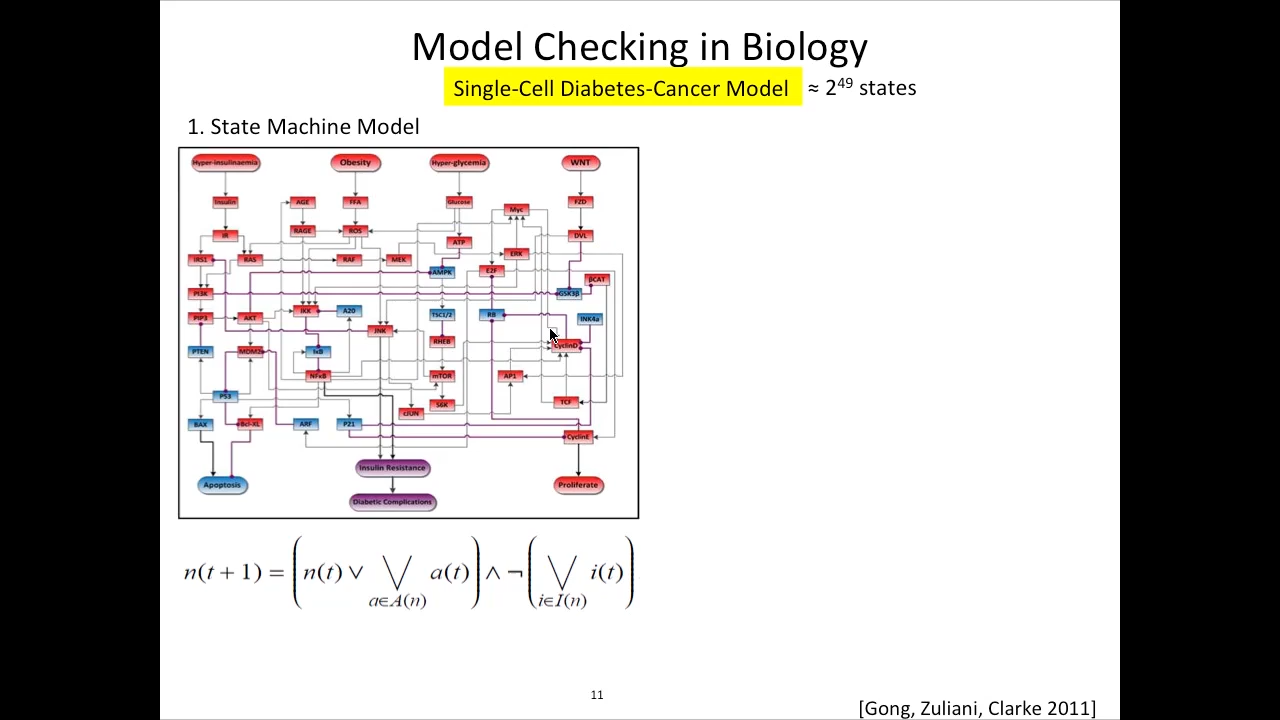 Model Checking in Biology
Single-Cell Diabetes-Cancer Model ≈ 2⁴⁹ states
1. State Machine Model
Hyper-insulinaemia Obesity Hyper-glycemia WNT
Insulin AGE FFA Glucose FZD
Myc
RAGE ROS
IR DVL
ATP
ERK
IRS1 RAS RAF MEK
AMPK E2F
βCAT
PI3K GSK3β
IKK A20
TSC1/2 RB
PIP3 AKT INK4a
JNK
RHEB
CyclinD
PTEN MDM2 IκB
NFκB mTOR AP1
P53
S6K TCF
cJUN
BAX Bcl-XL ARF P21
CyclinE
Insulin Resistance
Apoptosis Proliferate
Diabetic Complications
n(t + 1) = ( n(t) ∨ ⋁ a∈A(n) a(t) ) ∧ ¬ ( ⋁ i∈I(n) i(t) )
11
[Gong, Zuliani, Clarke 2011]